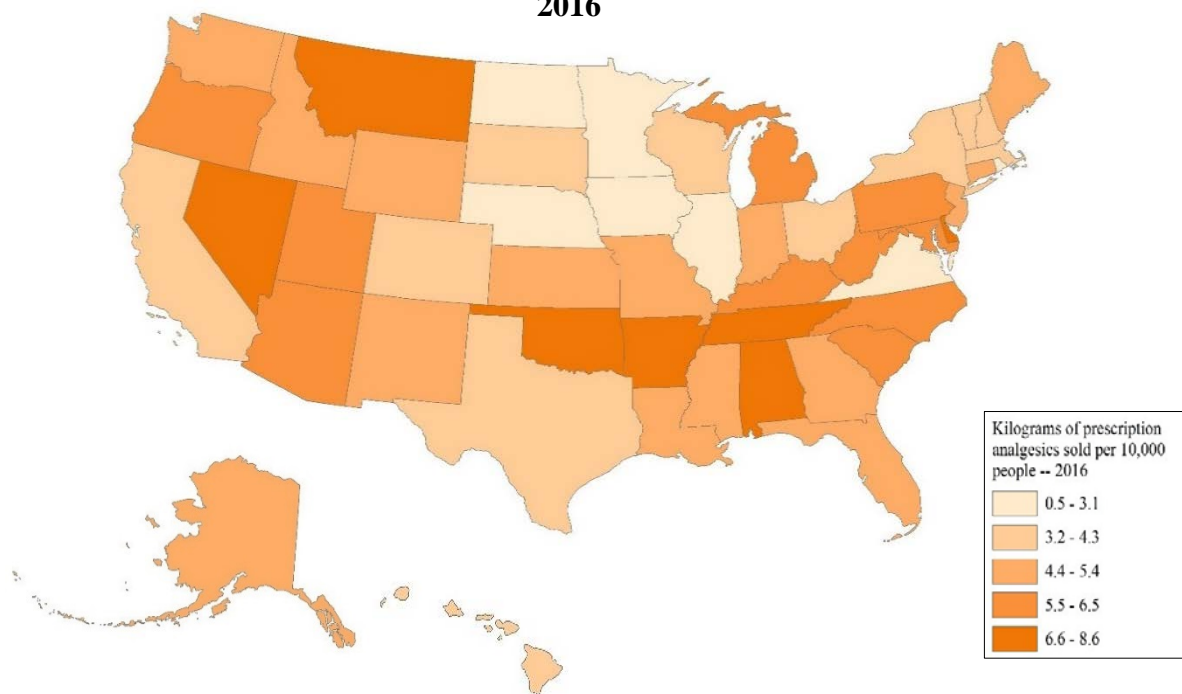 2016
Kilograms of prescription
analgesics sold per 10,000
people -- 2016
0.5 - 3.1
3.2 - 4.3
4.4 - 5.4
5.5 - 6.5
6.6 - 8.6